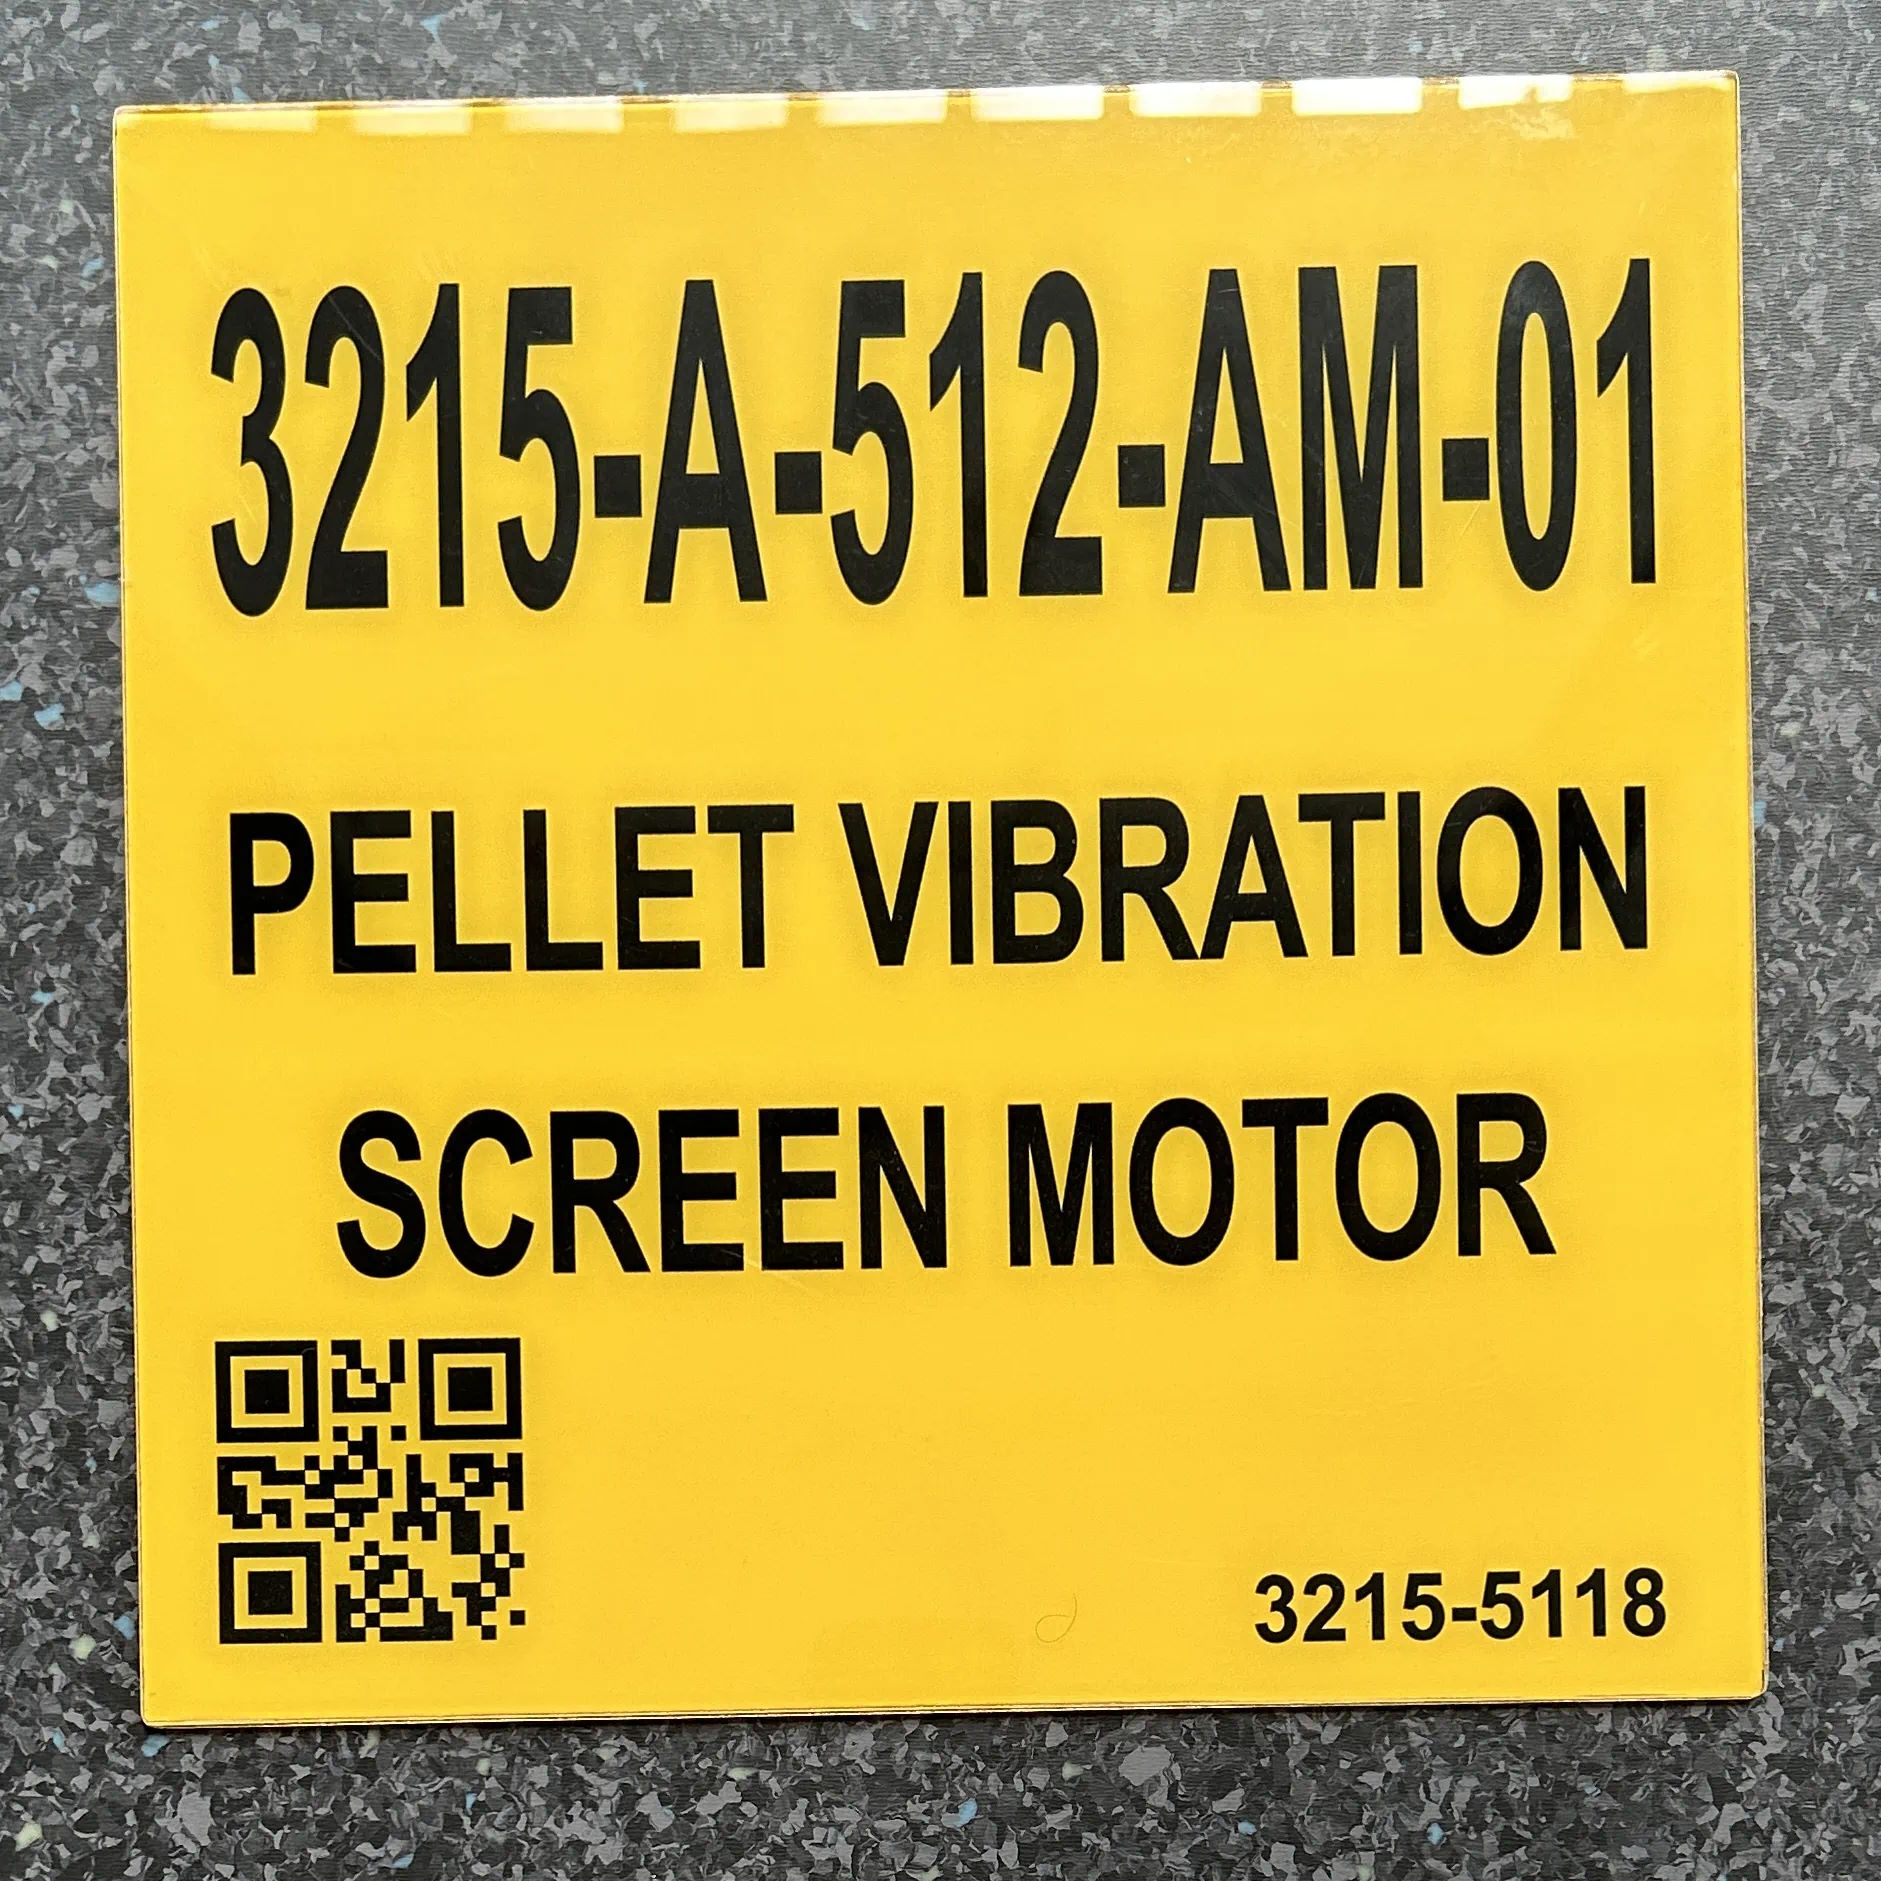 3215-A-512-AM-01
PELLET VIBRATION
SCREEN MOTOR
3215-5118